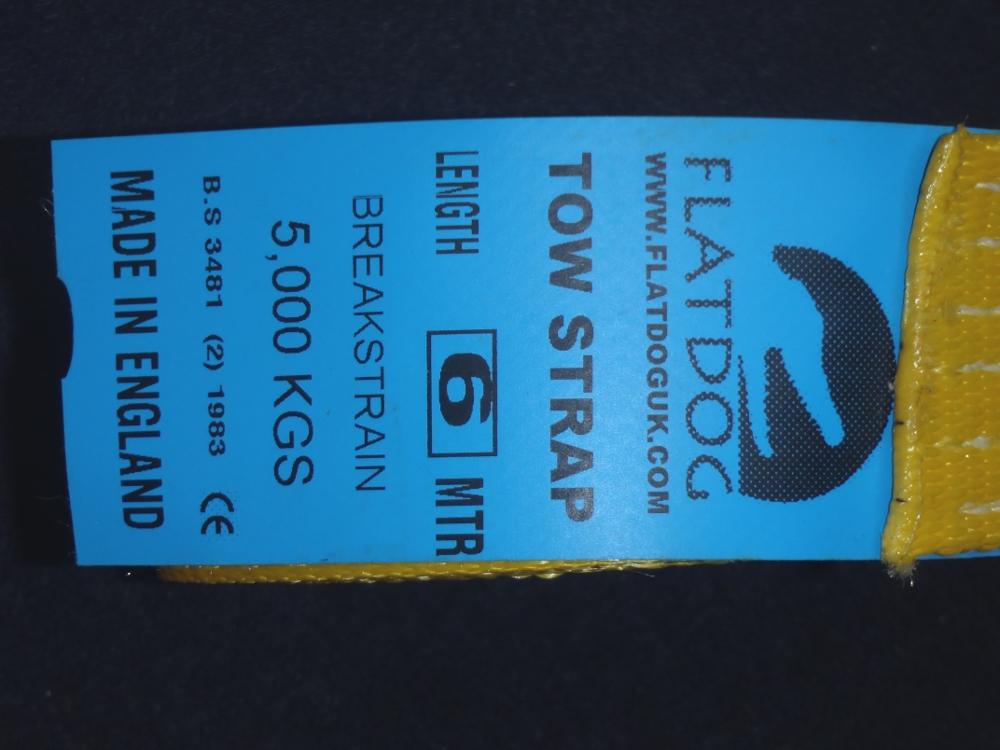 FLATDOG
WWW.FLATDOGUK.COM
TOW STRAP
LENGTH 6 MTR
BREAKSTRAIN
5,000 KGS
B.S 3481 (2) 1983 CE
MADE IN ENGLAND